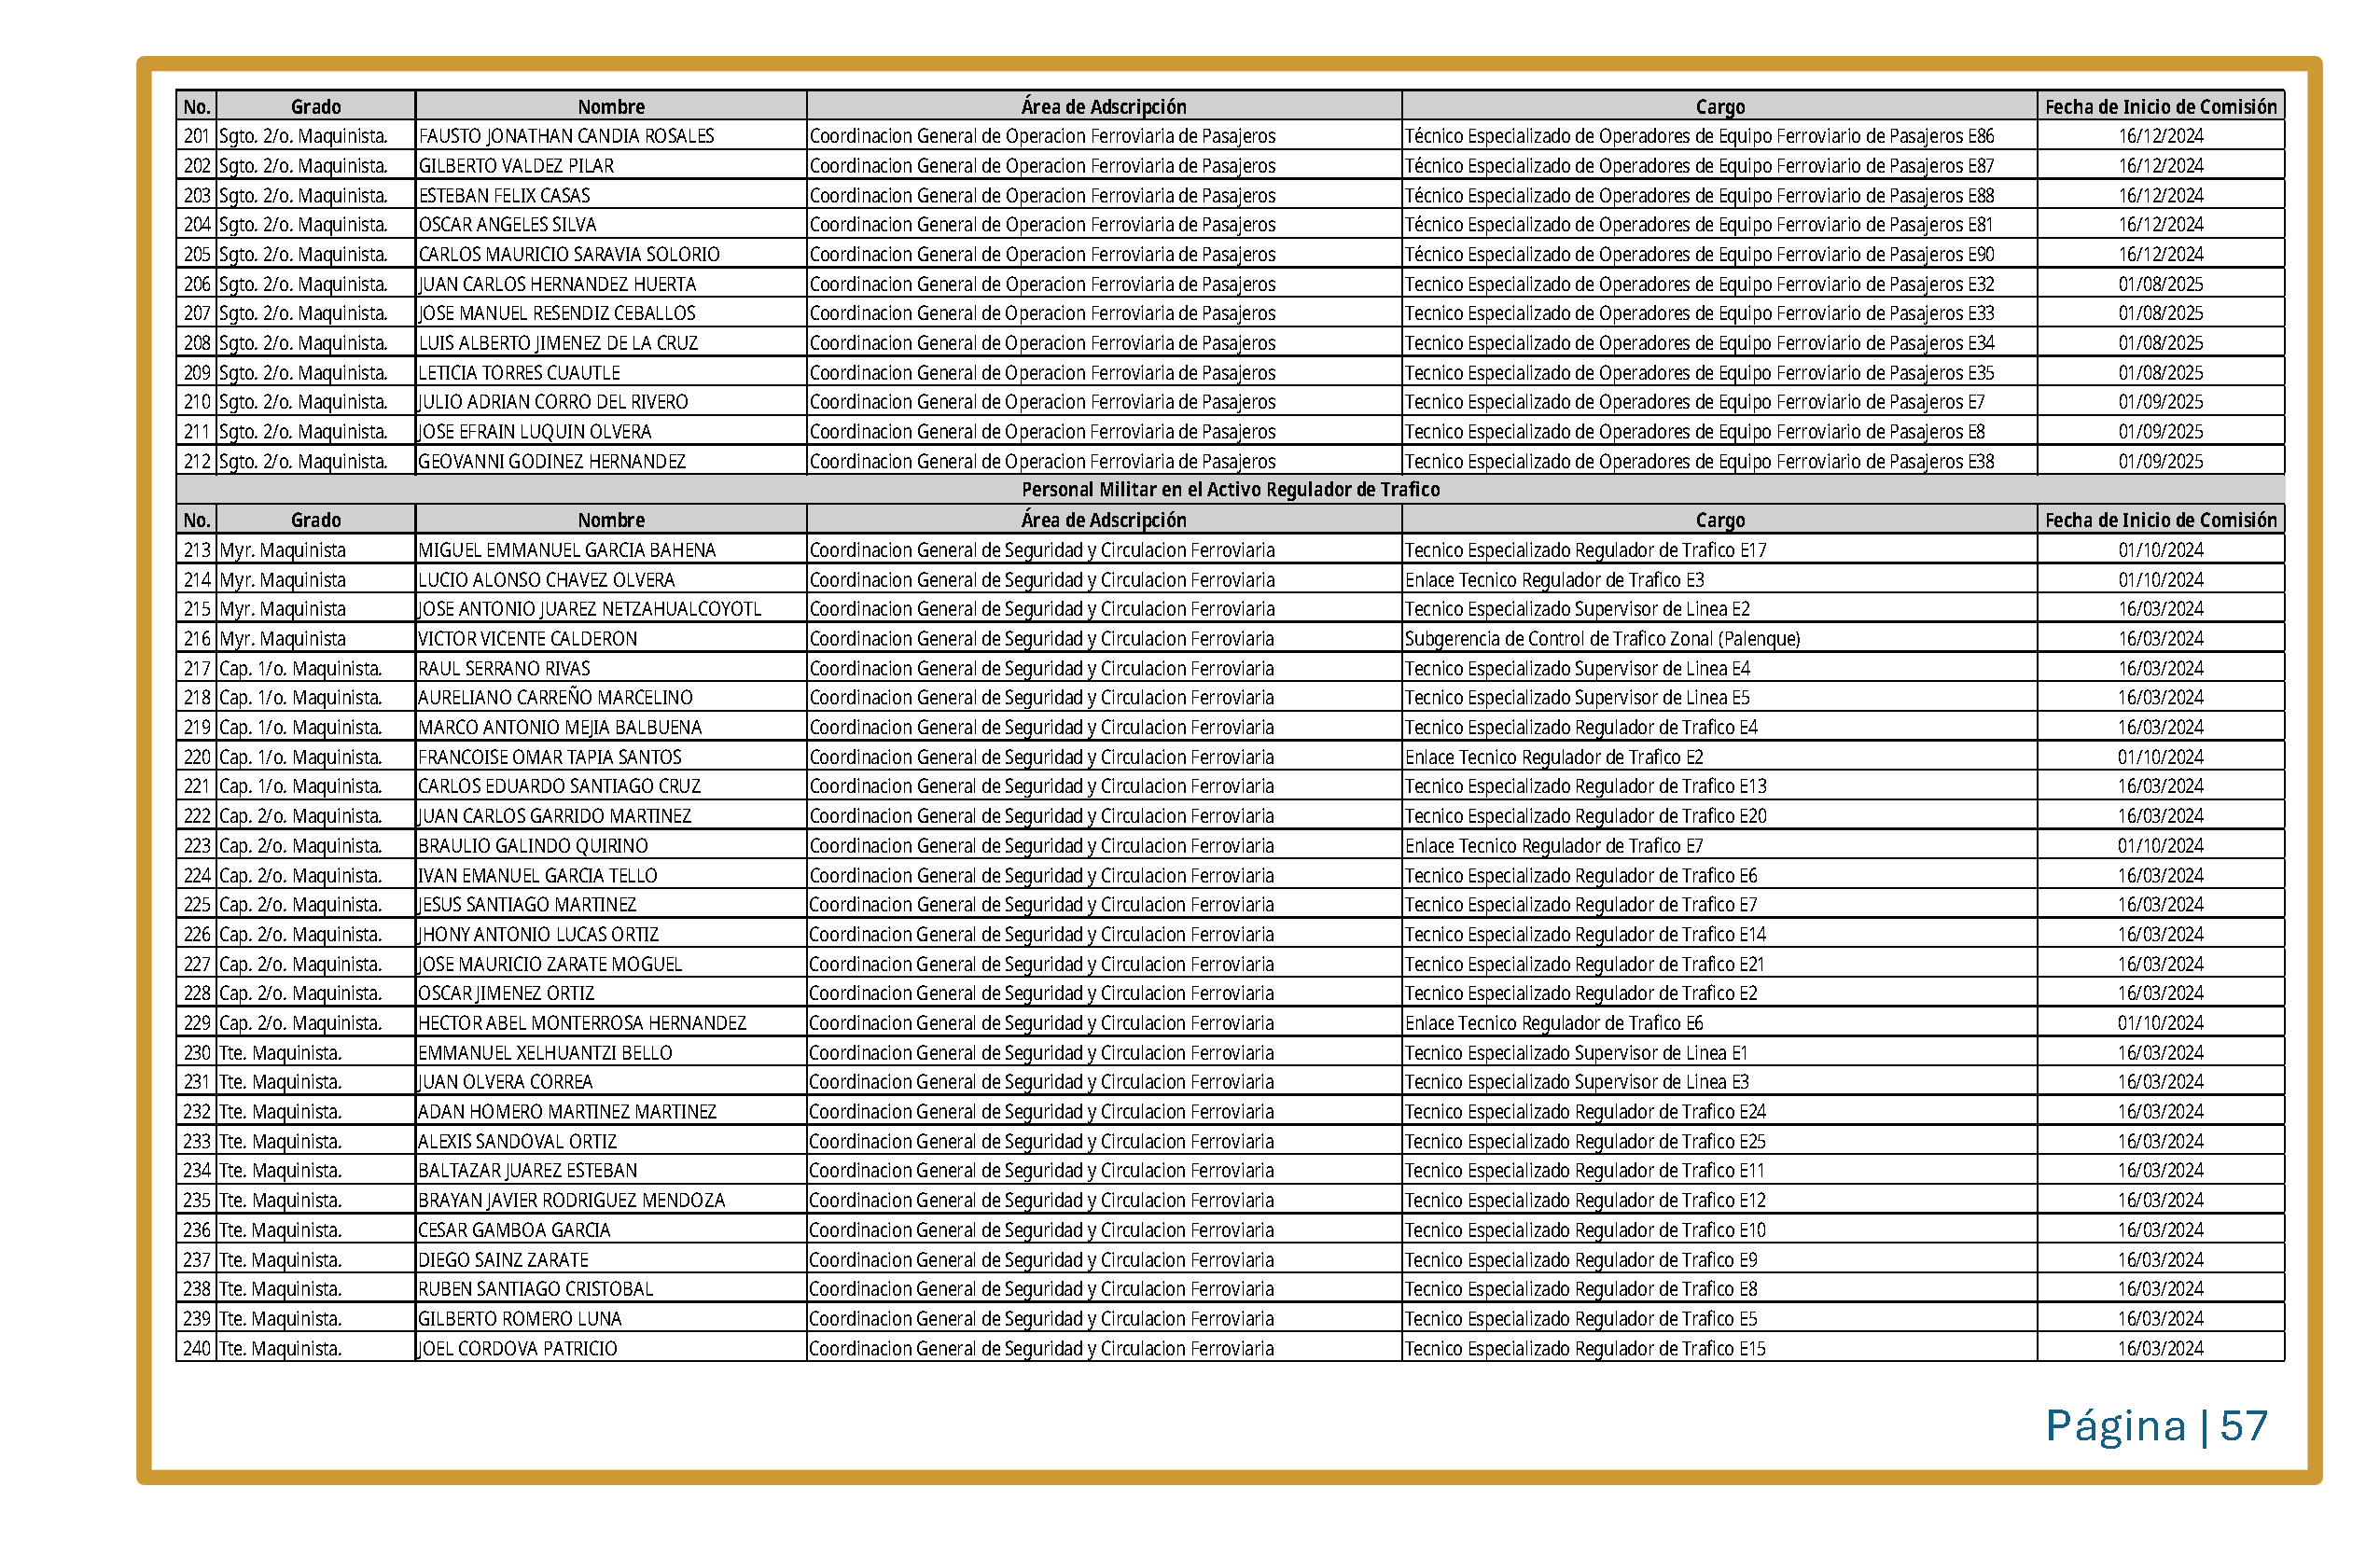 No. Grado Nombre Área de Adscripción Cargo Fecha de Inicio de Comisión
201 Sgto. 2/o. Maquinista. FAUSTO JONATHAN CANDIA ROSALES Coordinacion General de Operacion Ferroviaria de Pasajeros Técnico Especializado de Operadores de Equipo Ferroviario de Pasajeros E86 16/12/2024
202 Sgto. 2/o. Maquinista. GILBERTO VALDEZ PILAR Coordinacion General de Operacion Ferroviaria de Pasajeros Técnico Especializado de Operadores de Equipo Ferroviario de Pasajeros E87 16/12/2024
203 Sgto. 2/o. Maquinista. ESTEBAN FELIX CASAS Coordinacion General de Operacion Ferroviaria de Pasajeros Técnico Especializado de Operadores de Equipo Ferroviario de Pasajeros E88 16/12/2024
204 Sgto. 2/o. Maquinista. OSCAR ANGELES SILVA Coordinacion General de Operacion Ferroviaria de Pasajeros Técnico Especializado de Operadores de Equipo Ferroviario de Pasajeros E81 16/12/2024
205 Sgto. 2/o. Maquinista. CARLOS MAURICIO SARAVIA SOLORIO Coordinacion General de Operacion Ferroviaria de Pasajeros Técnico Especializado de Operadores de Equipo Ferroviario de Pasajeros E90 16/12/2024
206 Sgto. 2/o. Maquinista. JUAN CARLOS HERNANDEZ HUERTA Coordinacion General de Operacion Ferroviaria de Pasajeros Tecnico Especializado de Operadores de Equipo Ferroviario de Pasajeros E32 01/08/2025
207 Sgto. 2/o. Maquinista. JOSE MANUEL RESENDIZ CEBALLOS Coordinacion General de Operacion Ferroviaria de Pasajeros Tecnico Especializado de Operadores de Equipo Ferroviario de Pasajeros E33 01/08/2025
208 Sgto. 2/o. Maquinista. LUIS ALBERTO JIMENEZ DE LA CRUZ Coordinacion General de Operacion Ferroviaria de Pasajeros Tecnico Especializado de Operadores de Equipo Ferroviario de Pasajeros E34 01/08/2025
209 Sgto. 2/o. Maquinista. LETICIA TORRES CUAUTLE Coordinacion General de Operacion Ferroviaria de Pasajeros Tecnico Especializado de Operadores de Equipo Ferroviario de Pasajeros E35 01/08/2025
210 Sgto. 2/o. Maquinista. JULIO ADRIAN CORRO DEL RIVERO Coordinacion General de Operacion Ferroviaria de Pasajeros Tecnico Especializado de Operadores de Equipo Ferroviario de Pasajeros E7 01/09/2025
211 Sgto. 2/o. Maquinista. JOSE EFRAIN LUQUIN OLVERA Coordinacion General de Operacion Ferroviaria de Pasajeros Tecnico Especializado de Operadores de Equipo Ferroviario de Pasajeros E8 01/09/2025
212 Sgto. 2/o. Maquinista. GEOVANNI GODINEZ HERNANDEZ Coordinacion General de Operacion Ferroviaria de Pasajeros Tecnico Especializado de Operadores de Equipo Ferroviario de Pasajeros E38 01/09/2025
Personal Militar en el Activo Regulador de Trafico
No. Grado Nombre Área de Adscripción Cargo Fecha de Inicio de Comisión
213 Myr. Maquinista MIGUEL EMMANUEL GARCIA BAHENA Coordinacion General de Seguridad y Circulacion Ferroviaria Tecnico Especializado Regulador de Trafico E17 01/10/2024
214 Myr. Maquinista LUCIO ALONSO CHAVEZ OLVERA Coordinacion General de Seguridad y Circulacion Ferroviaria Enlace Tecnico Regulador de Trafico E3 01/10/2024
215 Myr. Maquinista JOSE ANTONIO JUAREZ NETZAHUALCOYOTL Coordinacion General de Seguridad y Circulacion Ferroviaria Tecnico Especializado Supervisor de Linea E2 16/03/2024
216 Myr. Maquinista VICTOR VICENTE CALDERON Coordinacion General de Seguridad y Circulacion Ferroviaria Subgerencia de Control de Trafico Zonal (Palenque) 16/03/2024
217 Cap. 1/o. Maquinista. RAUL SERRANO RIVAS Coordinacion General de Seguridad y Circulacion Ferroviaria Tecnico Especializado Supervisor de Linea E4 16/03/2024
218 Cap. 1/o. Maquinista. AURELIANO CARREÑO MARCELINO Coordinacion General de Seguridad y Circulacion Ferroviaria Tecnico Especializado Supervisor de Linea E5 16/03/2024
219 Cap. 1/o. Maquinista. MARCO ANTONIO MEJIA BALBUENA Coordinacion General de Seguridad y Circulacion Ferroviaria Tecnico Especializado Regulador de Trafico E4 16/03/2024
220 Cap. 1/o. Maquinista. FRANCOISE OMAR TAPIA SANTOS Coordinacion General de Seguridad y Circulacion Ferroviaria Enlace Tecnico Regulador de Trafico E2 01/10/2024
221 Cap. 1/o. Maquinista. CARLOS EDUARDO SANTIAGO CRUZ Coordinacion General de Seguridad y Circulacion Ferroviaria Tecnico Especializado Regulador de Trafico E13 16/03/2024
222 Cap. 2/o. Maquinista. JUAN CARLOS GARRIDO MARTINEZ Coordinacion General de Seguridad y Circulacion Ferroviaria Tecnico Especializado Regulador de Trafico E20 16/03/2024
223 Cap. 2/o. Maquinista. BRAULIO GALINDO QUIRINO Coordinacion General de Seguridad y Circulacion Ferroviaria Enlace Tecnico Regulador de Trafico E7 01/10/2024
224 Cap. 2/o. Maquinista. IVAN EMANUEL GARCIA TELLO Coordinacion General de Seguridad y Circulacion Ferroviaria Tecnico Especializado Regulador de Trafico E6 16/03/2024
225 Cap. 2/o. Maquinista. JESUS SANTIAGO MARTINEZ Coordinacion General de Seguridad y Circulacion Ferroviaria Tecnico Especializado Regulador de Trafico E7 16/03/2024
226 Cap. 2/o. Maquinista. JHONY ANTONIO LUCAS ORTIZ Coordinacion General de Seguridad y Circulacion Ferroviaria Tecnico Especializado Regulador de Trafico E14 16/03/2024
227 Cap. 2/o. Maquinista. JOSE MAURICIO ZARATE MOGUEL Coordinacion General de Seguridad y Circulacion Ferroviaria Tecnico Especializado Regulador de Trafico E21 16/03/2024
228 Cap. 2/o. Maquinista. OSCAR JIMENEZ ORTIZ Coordinacion General de Seguridad y Circulacion Ferroviaria Tecnico Especializado Regulador de Trafico E2 16/03/2024
229 Cap. 2/o. Maquinista. HECTOR ABEL MONTERROSA HERNANDEZ Coordinacion General de Seguridad y Circulacion Ferroviaria Enlace Tecnico Regulador de Trafico E6 01/10/2024
230 Tte. Maquinista. EMMANUEL XELHUANTZI BELLO Coordinacion General de Seguridad y Circulacion Ferroviaria Tecnico Especializado Supervisor de Linea E1 16/03/2024
231 Tte. Maquinista. JUAN OLVERA CORREA Coordinacion General de Seguridad y Circulacion Ferroviaria Tecnico Especializado Supervisor de Linea E3 16/03/2024
232 Tte. Maquinista. ADAN HOMERO MARTINEZ MARTINEZ Coordinacion General de Seguridad y Circulacion Ferroviaria Tecnico Especializado Regulador de Trafico E24 16/03/2024
233 Tte. Maquinista. ALEXIS SANDOVAL ORTIZ Coordinacion General de Seguridad y Circulacion Ferroviaria Tecnico Especializado Regulador de Trafico E25 16/03/2024
234 Tte. Maquinista. BALTAZAR JUAREZ ESTEBAN Coordinacion General de Seguridad y Circulacion Ferroviaria Tecnico Especializado Regulador de Trafico E11 16/03/2024
235 Tte. Maquinista. BRAYAN JAVIER RODRIGUEZ MENDOZA Coordinacion General de Seguridad y Circulacion Ferroviaria Tecnico Especializado Regulador de Trafico E12 16/03/2024
236 Tte. Maquinista. CESAR GAMBOA GARCIA Coordinacion General de Seguridad y Circulacion Ferroviaria Tecnico Especializado Regulador de Trafico E10 16/03/2024
237 Tte. Maquinista. DIEGO SAINZ ZARATE Coordinacion General de Seguridad y Circulacion Ferroviaria Tecnico Especializado Regulador de Trafico E9 16/03/2024
238 Tte. Maquinista. RUBEN SANTIAGO CRISTOBAL Coordinacion General de Seguridad y Circulacion Ferroviaria Tecnico Especializado Regulador de Trafico E8 16/03/2024
239 Tte. Maquinista. GILBERTO ROMERO LUNA Coordinacion General de Seguridad y Circulacion Ferroviaria Tecnico Especializado Regulador de Trafico E5 16/03/2024
240 Tte. Maquinista. JOEL CORDOVA PATRICIO Coordinacion General de Seguridad y Circulacion Ferroviaria Tecnico Especializado Regulador de Trafico E15 16/03/2024
Página | 57